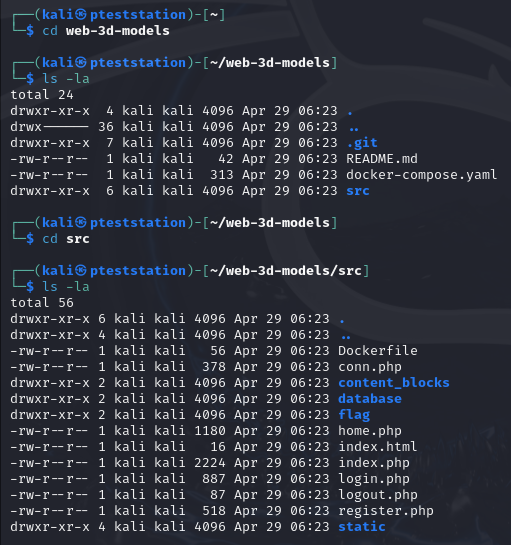 ┌──(kali㉿pteststation)-[~]
└─$ cd web-3d-models
┌──(kali㉿pteststation)-[~/web-3d-models]
└─$ ls -la
total 24
drwxr-xr-x  4 kali kali 4096 Apr 29 06:23 .
drwx------ 36 kali kali 4096 Apr 29 06:23 ..
drwxr-xr-x  7 kali kali 4096 Apr 29 06:23 .git
-rw-r--r--  1 kali kali   42 Apr 29 06:23 README.md
-rw-r--r--  1 kali kali  313 Apr 29 06:23 docker-compose.yaml
drwxr-xr-x  6 kali kali 4096 Apr 29 06:23 src
┌──(kali㉿pteststation)-[~/web-3d-models]
└─$ cd src
┌──(kali㉿pteststation)-[~/web-3d-models/src]
└─$ ls -la
total 56
drwxr-xr-x 6 kali kali 4096 Apr 29 06:23 .
drwxr-xr-x 4 kali kali 4096 Apr 29 06:23 ..
-rw-r--r-- 1 kali kali   56 Apr 29 06:23 Dockerfile
-rw-r--r-- 1 kali kali  378 Apr 29 06:23 conn.php
drwxr-xr-x 2 kali kali 4096 Apr 29 06:23 content_blocks
drwxr-xr-x 2 kali kali 4096 Apr 29 06:23 database
drwxr-xr-x 2 kali kali 4096 Apr 29 06:23 flag
-rw-r--r-- 1 kali kali 1180 Apr 29 06:23 home.php
-rw-r--r-- 1 kali kali   16 Apr 29 06:23 index.html
-rw-r--r-- 1 kali kali 2224 Apr 29 06:23 index.php
-rw-r--r-- 1 kali kali  887 Apr 29 06:23 login.php
-rw-r--r-- 1 kali kali   87 Apr 29 06:23 logout.php
-rw-r--r-- 1 kali kali  518 Apr 29 06:23 register.php
drwxr-xr-x 4 kali kali 4096 Apr 29 06:23 static